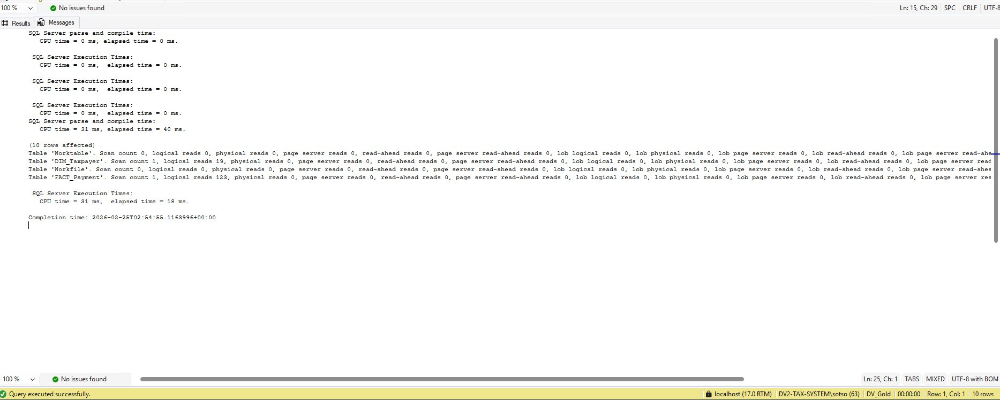 100 %
No issues found
Ln: 15, Ch: 29 SPC CRLF UTF-8
Results Messages
SQL Server parse and compile time:
CPU time = 0 ms, elapsed time = 0 ms.
SQL Server Execution Times:
CPU time = 0 ms, elapsed time = 0 ms.
SQL Server Execution Times:
CPU time = 0 ms, elapsed time = 0 ms.
SQL Server Execution Times:
CPU time = 0 ms, elapsed time = 0 ms.
SQL Server parse and compile time:
CPU time = 31 ms, elapsed time = 40 ms.
(10 rows affected)
Table 'Worktable'. Scan count 0, logical reads 0, physical reads 0, page server reads 0, read-ahead reads 0, page server read-ahead reads 0, lob logical reads 0, lob physical reads 0, lob page server reads 0, lob read-ahead reads 0, lob page server read-ahe
Table 'DIM_Taxpayer'. Scan count 1, logical reads 19, physical reads 0, page server reads 0, read-ahead reads 0, page server read-ahead reads 0, lob logical reads 0, lob physical reads 0, lob page server reads 0, lob read-ahead reads 0, lob page server read
Table 'Workfile'. Scan count 0, logical reads 0, physical reads 0, page server reads 0, read-ahead reads 0, page server read-ahead reads 0, lob logical reads 0, lob physical reads 0, lob page server reads 0, lob read-ahead reads 0, lob page server read-ahea
Table 'FACT_Payment'. Scan count 1, logical reads 123, physical reads 0, page server reads 0, read-ahead reads 0, page server read-ahead reads 0, lob logical reads 0, lob physical reads 0, lob page server reads 0, lob read-ahead reads 0, lob page server rea
SQL Server Execution Times:
CPU time = 31 ms, elapsed time = 18 ms.
Completion time: 2026-02-25T02:54:55.1163996+00:00
100 %
No issues found
Ln: 25, Ch: 1 TABS MIXED UTF-8 with BOM
Query executed successfully.
localhost (17.0 RTM) DV2-TAX-SYSTEM\sotso (63) DV_Gold 00:00:00 Row: 1, Col: 1 10 rows